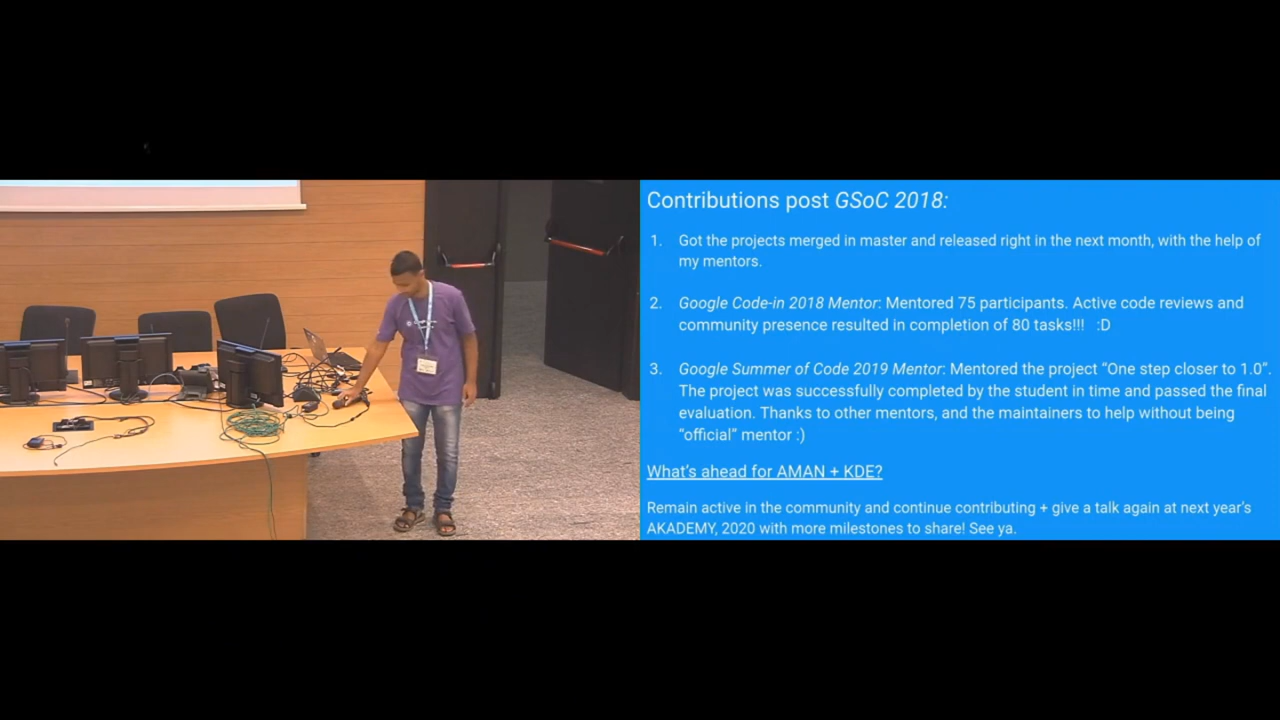 Contributions post GSoC 2018:
1. Got the projects merged in master and released right in the next month, with the help of
my mentors.
2. Google Code-in 2018 Mentor: Mentored 75 participants. Active code reviews and
community presence resulted in completion of 80 tasks!!! :D
3. Google Summer of Code 2019 Mentor: Mentored the project “One step closer to 1.0”.
The project was successfully completed by the student in time and passed the final
evaluation. Thanks to other mentors, and the maintainers to help without being
“official” mentor :)
What’s ahead for AMAN + KDE?
Remain active in the community and continue contributing + give a talk again at next year’s
AKADEMY, 2020 with more milestones to share! See ya.